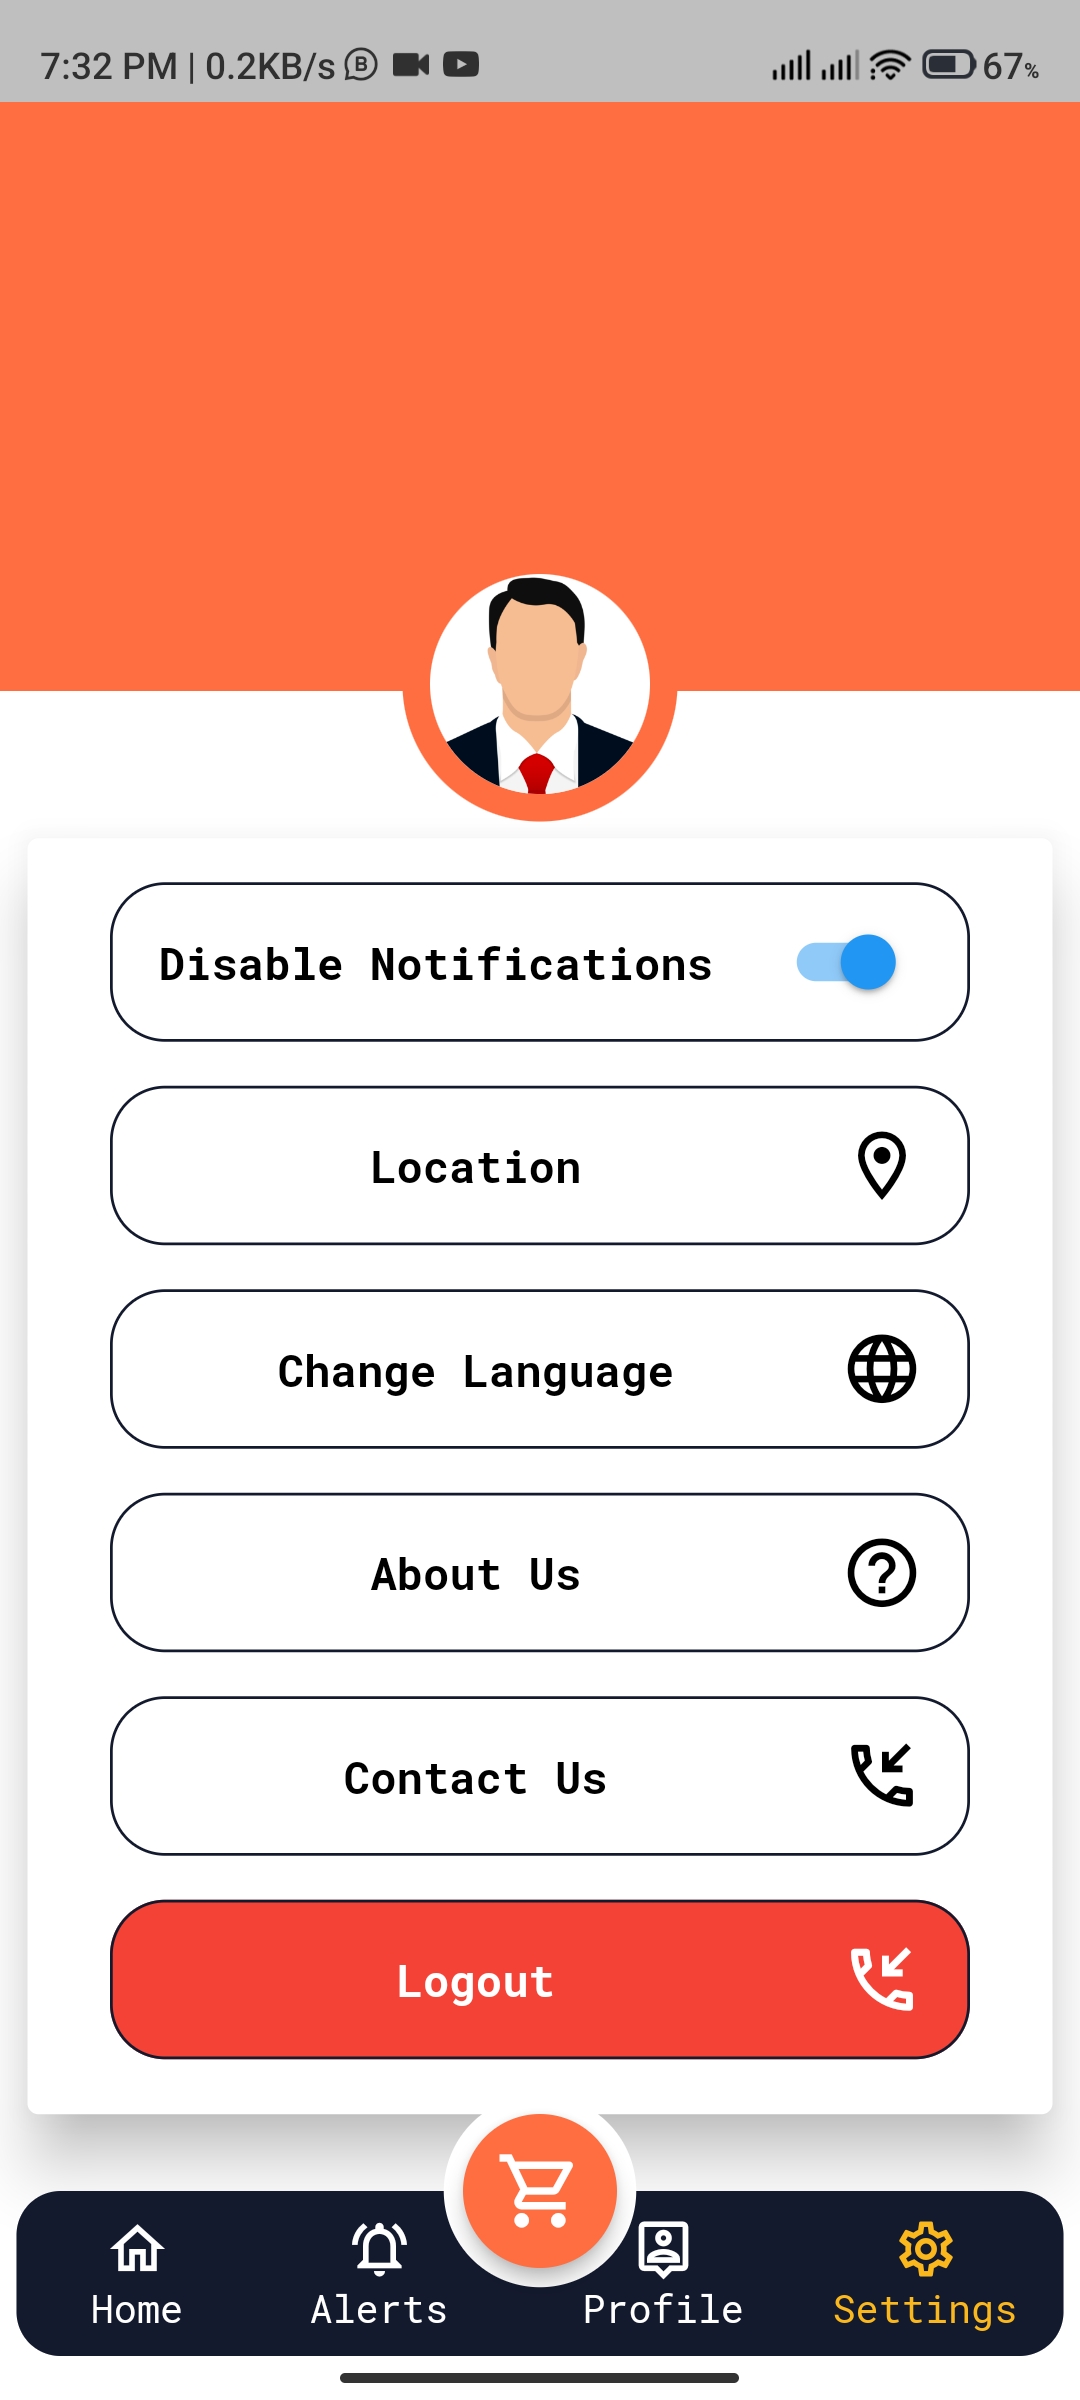 7:32 PM | 0.2KB/s
67%
Disable Notifications
Location
Change Language
About Us
Contact Us
Logout
Home Alerts Profile Settings